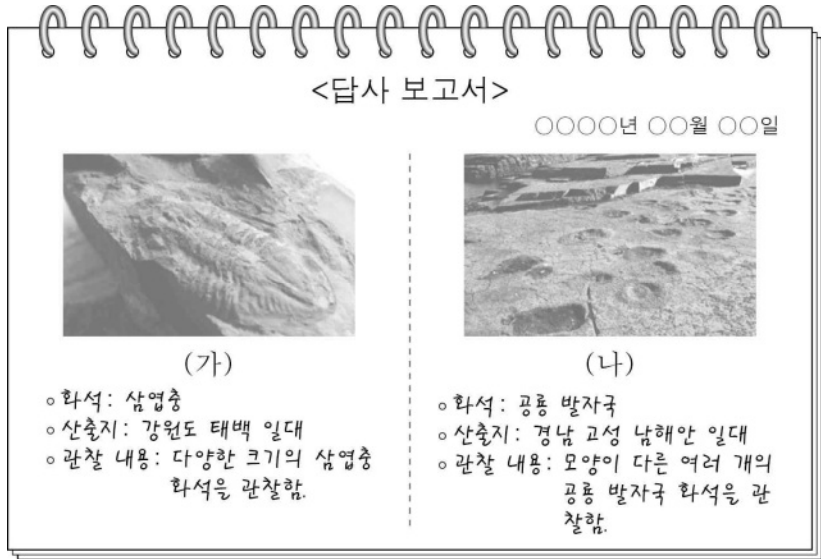 <답사 보고서>
○○○○년 ○○월 ○○일
(가)
◦화석: 삼엽충
◦산출지: 강원도 태백 일대
◦관찰 내용: 다양한 크기의 삼엽충
화석을 관찰함.
(나)
◦화석: 공룡 발자국
◦산출지: 경남 고성 남해안 일대
◦관찰 내용: 모양이 다른 여러 개의
공룡 발자국 화석을 관
찰함.